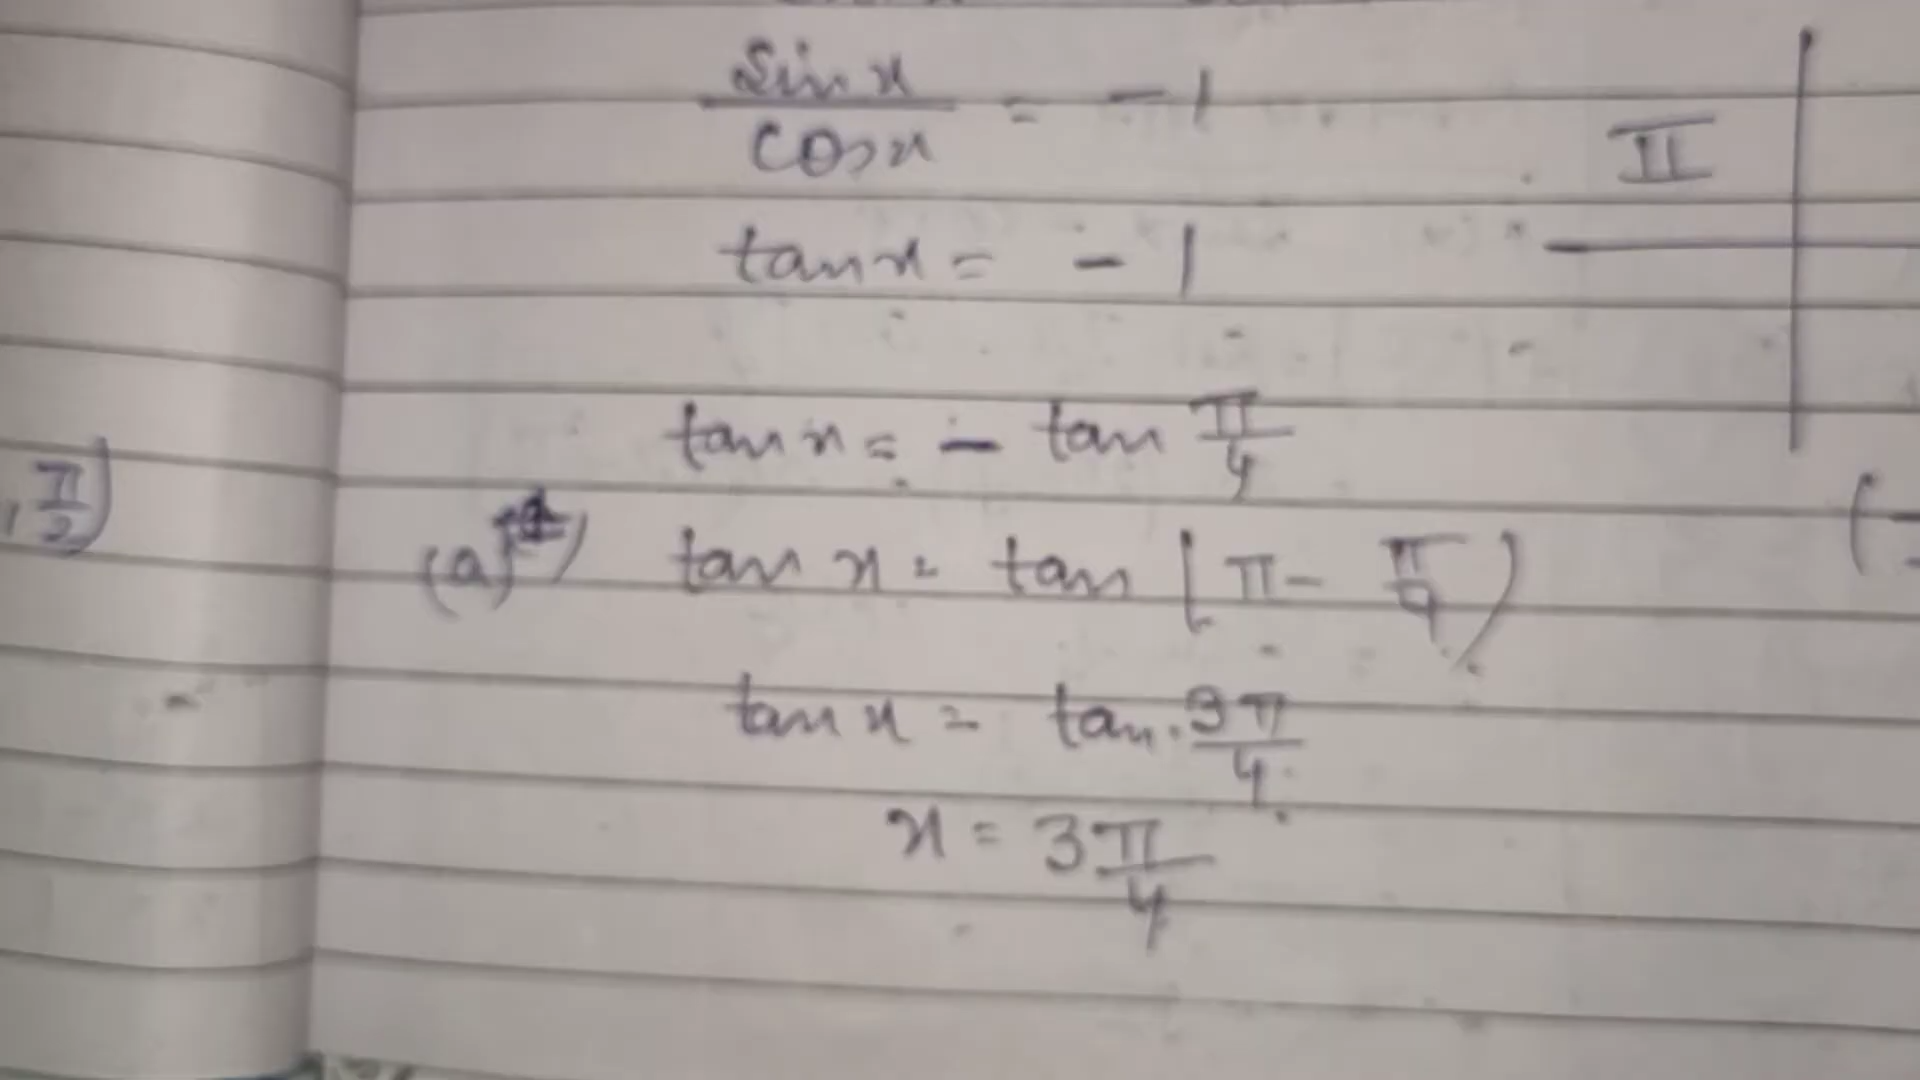 sin x / cos x = - 1
II
tan x = - 1
tan x = - tan π/4
, π/2)
(a) tan x = tan (π - π/4)
tan x = tan 3π/4
x = 3π/4